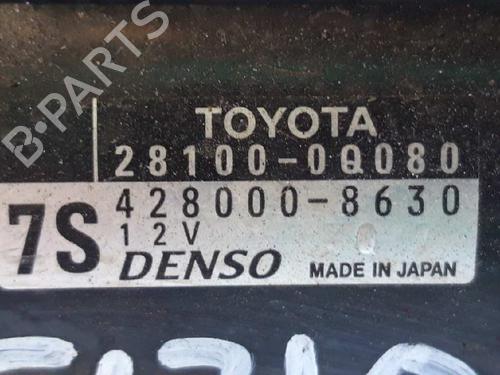 B-PARTS
TOYOTA
28100-0Q080
7S
428000-8630
12V
DENSO
MADE IN JAPAN